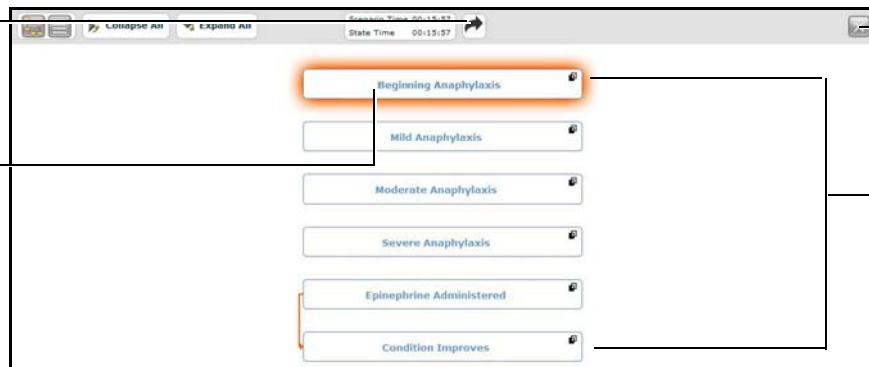 Collapse All Expand All
Scenario Time 00:15:57
State Time 00:15:57
Beginning Anaphylaxis
Mild Anaphylaxis
Moderate Anaphylaxis
Severe Anaphylaxis
Epinephrine Administered
Condition Improves